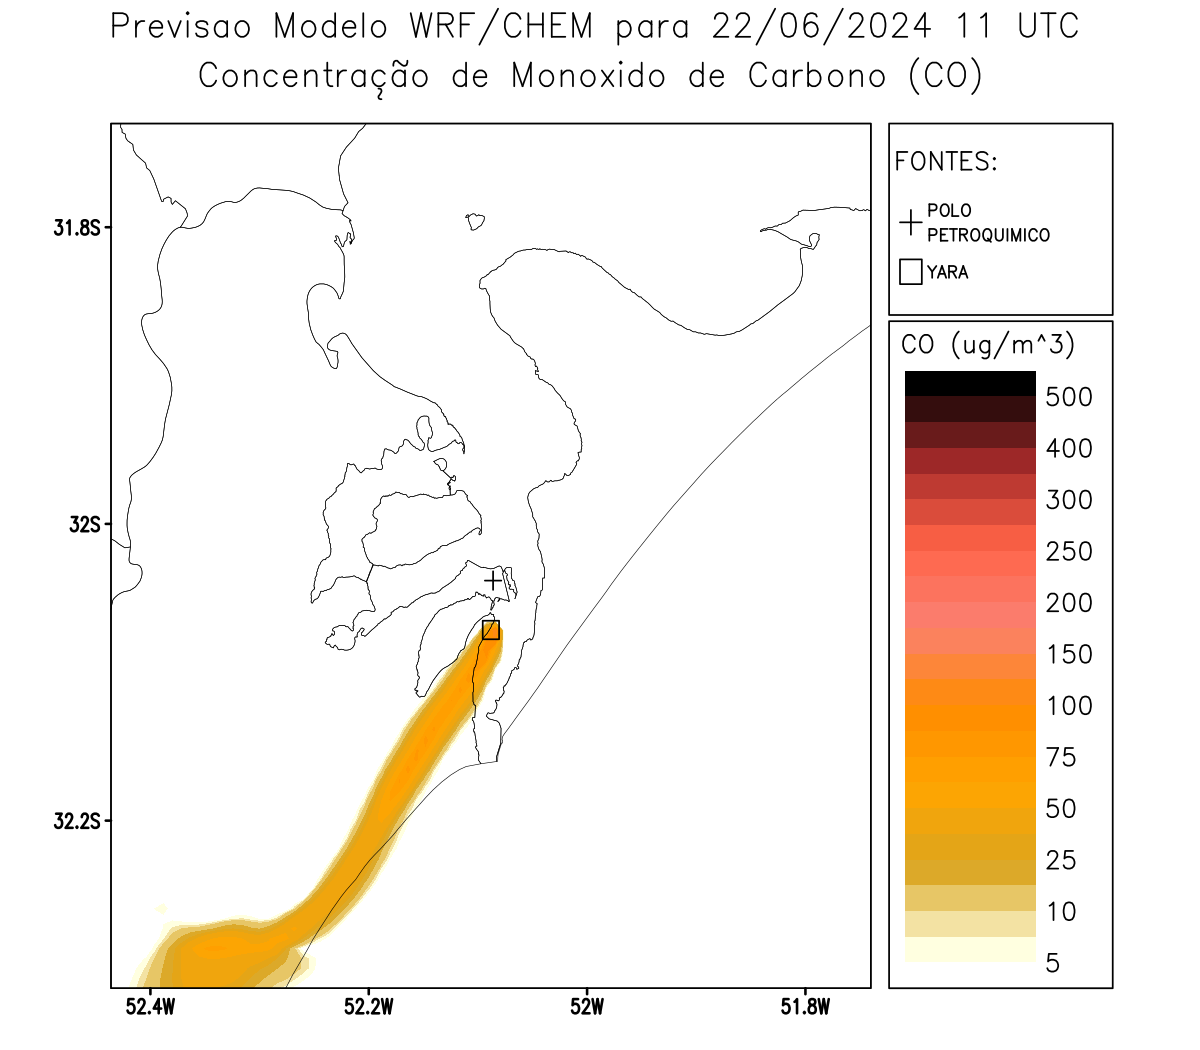 Previsao Modelo WRF/CHEM para 22/06/2024 11 UTC
Concentração de Monoxido de Carbono (CO)
FONTES:
POLO
PETROQUIMICO
YARA
CO (ug/m^3)
500
400
300
250
200
150
100
75
50
25
10
5
31.8S
32S
32.2S
52.4W
52.2W
52W
51.8W